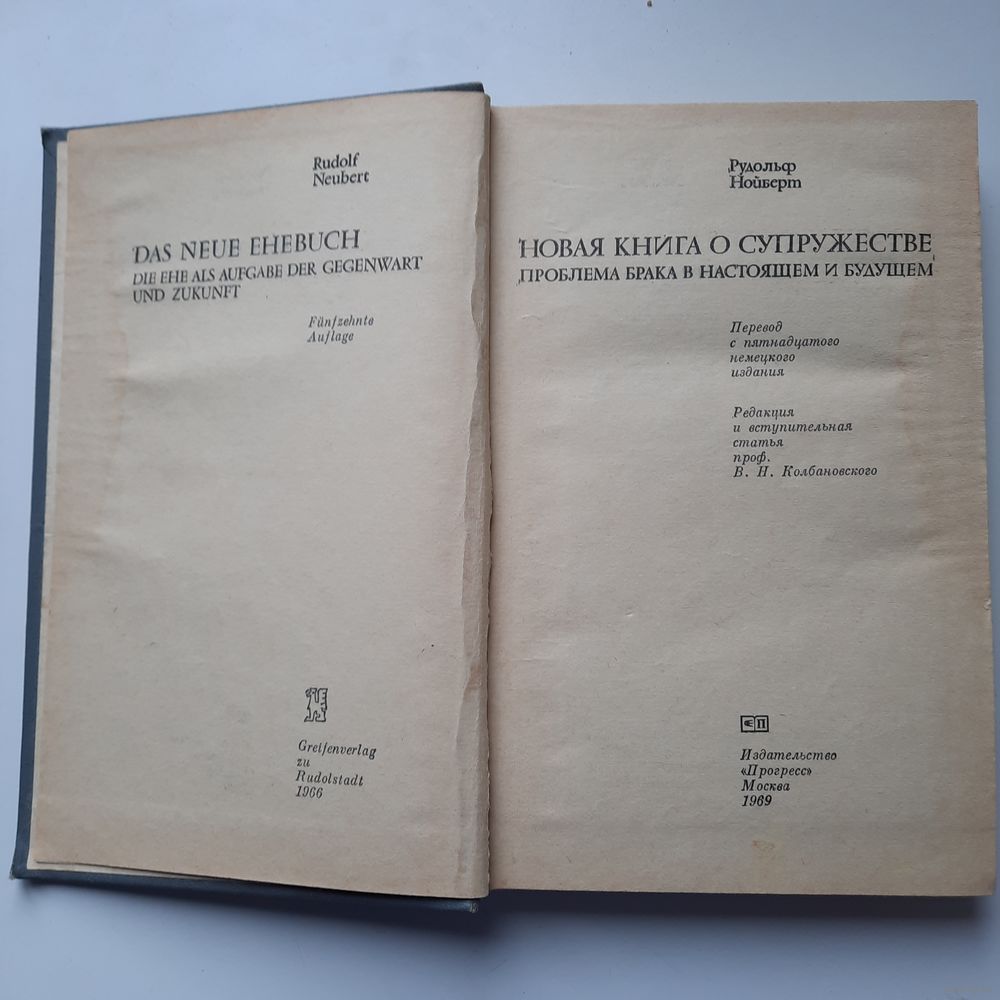 Rudolf
Neubert
DAS NEUE EHEBUCH
DIE EHE ALS AUFGABE DER GEGENWART
UND ZUKUNFT
Fünfzehnte
Auflage
Greifenverlag
zu
Rudolstadt
1966
Рудольф
Нойберт
НОВАЯ КНИГА О СУПРУЖЕСТВЕ
ПРОБЛЕМА БРАКА В НАСТОЯЩЕМ И БУДУЩЕМ
Перевод
с пятнадцатого
немецкого
издания
Редакция
и вступительная
статья
проф.
В. Н. Колбановского
Издательство
«Прогресс»
Москва
1969